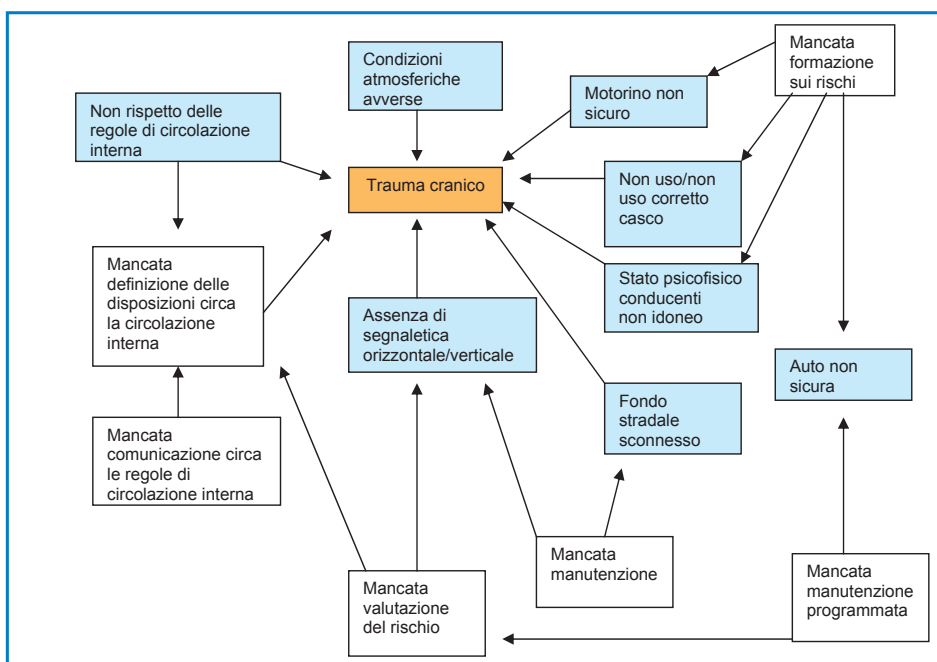 Condizioni
atmosferiche
avverse
Mancata
formazione
sui rischi
Motorino non
sicuro
Non rispetto delle
regole di circolazione
interna
Trauma cranico
Non uso/non
uso corretto
casco
Mancata
definizione delle
disposizioni circa
la circolazione
interna
Stato psicofisico
conducenti
non idoneo
Assenza di
segnaletica
orizzontale/verticale
Auto non
sicura
Fondo
stradale
sconnesso
Mancata
comunicazione circa
le regole di
circolazione interna
Mancata
manutenzione
Mancata
valutazione
del rischio
Mancata
manutenzione
programmata